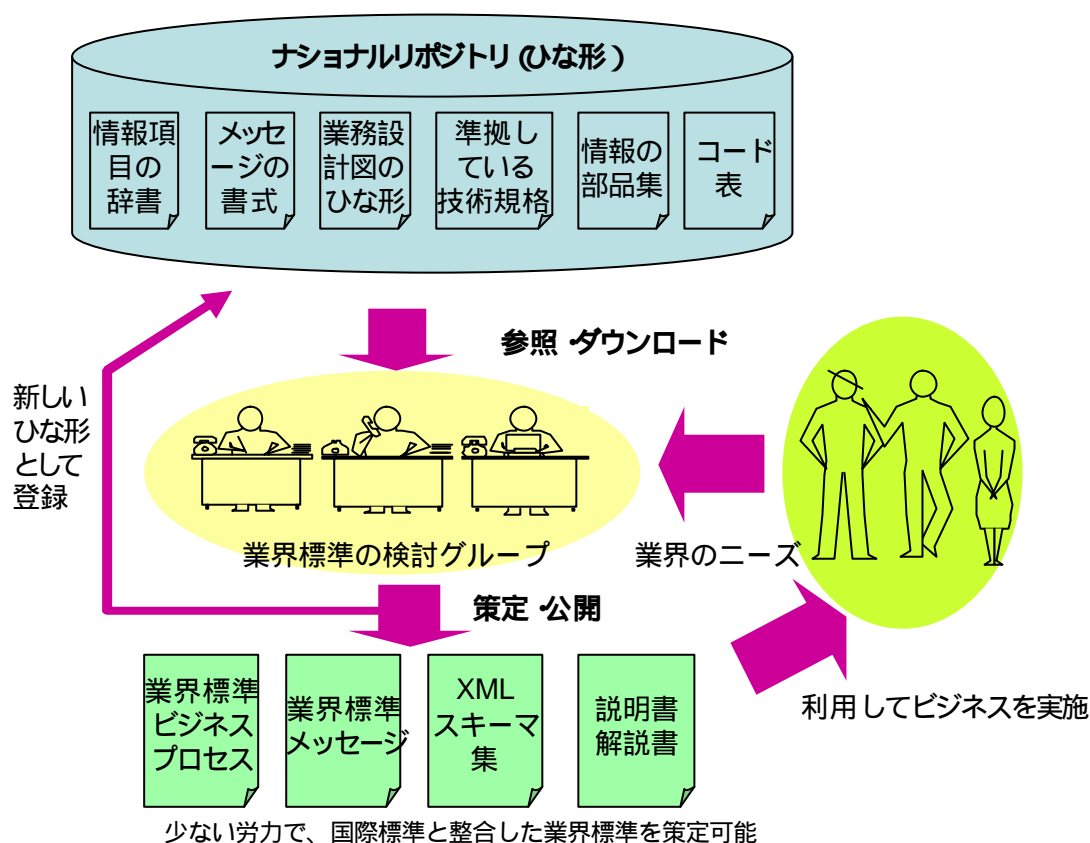 ナショナルリポジトリ(ひな形)
情報項
目の
辞書
メッセ
ージの
書式
業務設
計図の
ひな形
準拠し
ている
技術規格
情報の
部品集
コード
表
参照・ダウンロード
新しい
ひな形
として
登録
業界標準の検討グループ
業界のニーズ
策定・公開
業界標準
ビジネス
プロセス
業界標準
メッセージ
XML
スキーマ
集
説明書
解説書
利用してビジネスを実施
少ない労力で、国際標準と整合した業界標準を策定可能